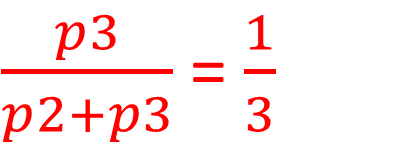 p3/(p2+p3) = 1/3